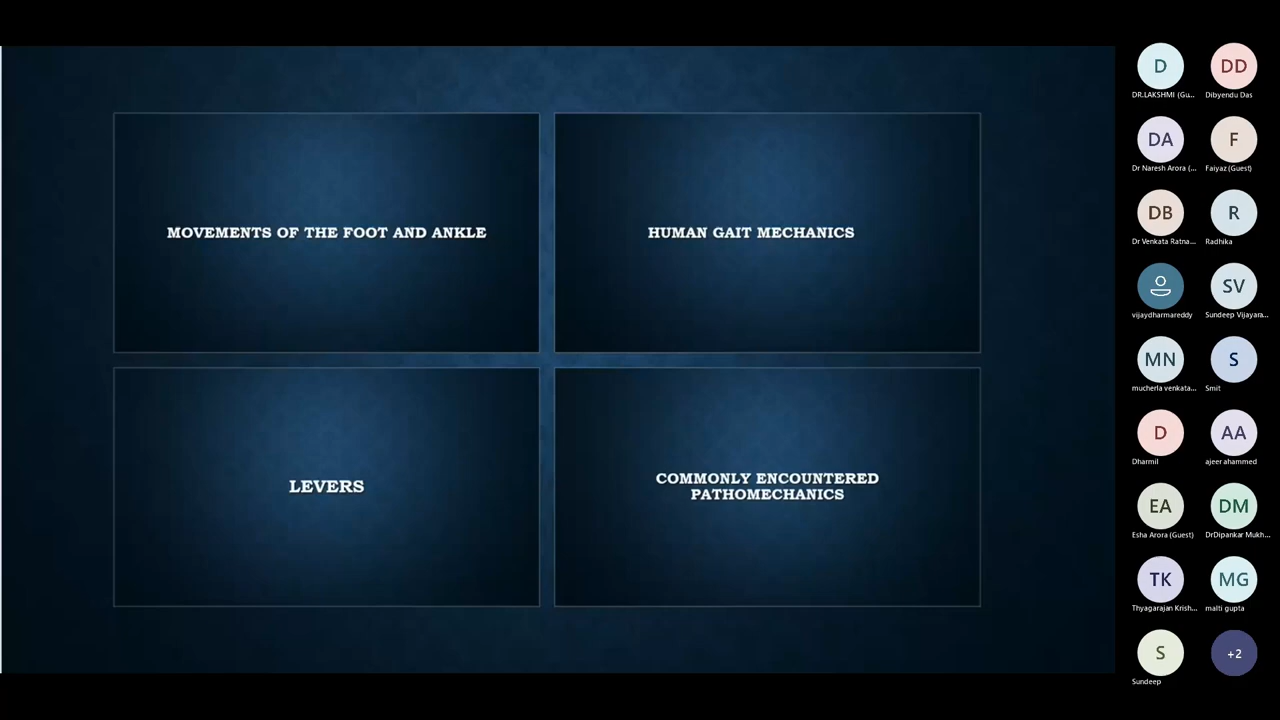 MOVEMENTS OF THE FOOT AND ANKLE
HUMAN GAIT MECHANICS
LEVERS
COMMONLY ENCOUNTERED
PATHOMECHANICS
D
DR.LAKSHMI (Gu...
DD
Dibyendu Das
DA
Dr Naresh Arora (...
F
Faiyaz (Guest)
DB
Dr Venkata Ratna...
R
Radhika
vijaydharmareddy
SV
Sundeep Vijayara...
MN
mucherla venkata...
S
Smit
D
Dharmil
AA
ajeer ahammed
EA
Esha Arora (Guest)
DM
DrDipankar Mukh...
TK
Thyagarajan Krish...
MG
malti gupta
S
Sundeep
+2